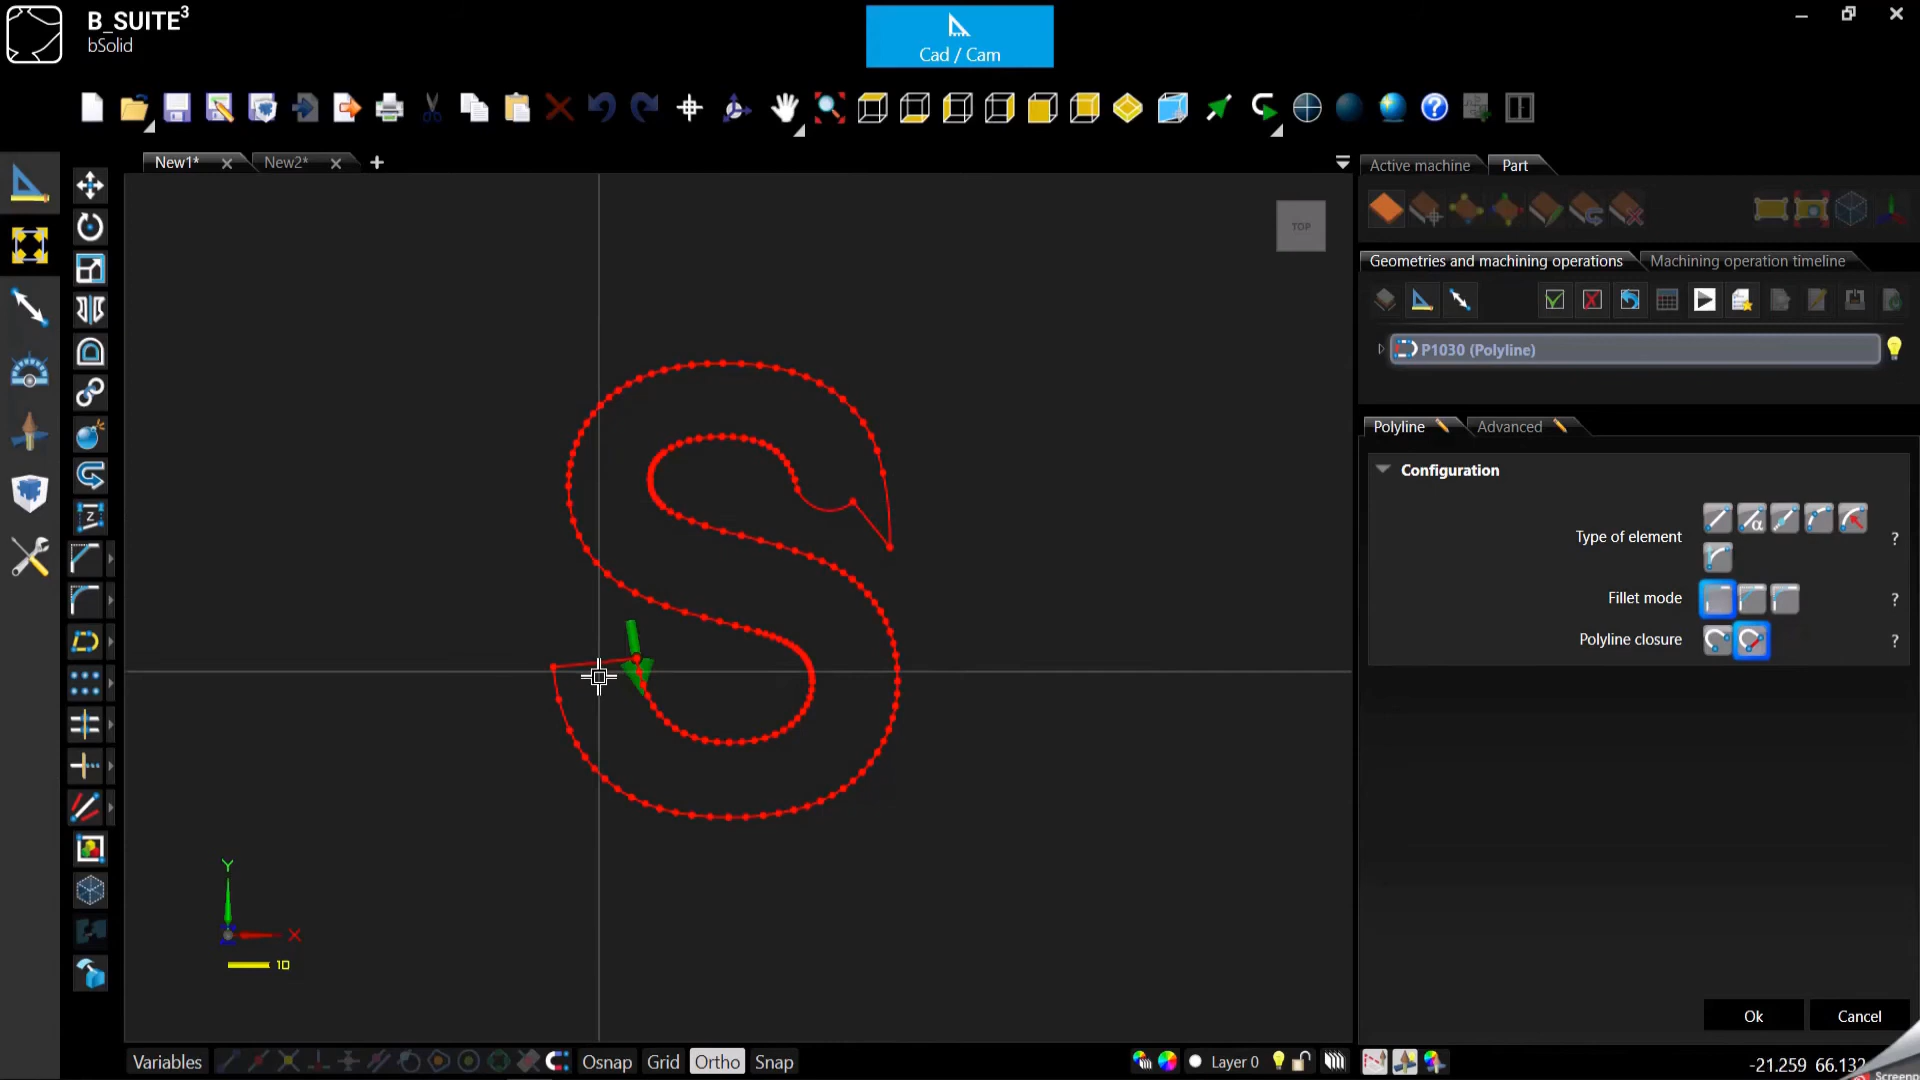 B_SUITE³
bSolid
Cad / Cam
New1*
New2*
Active machine
Part
TOP
Geometries and machining operations
Machining operation timeline
P1030 (Polyline)
Polyline
Advanced
Configuration
Type of element
?
Fillet mode
?
Polyline closure
?
Y
X
10
Ok
Cancel
Variables
Osnap
Grid
Ortho
Snap
Layer 0
-21.259 66.132